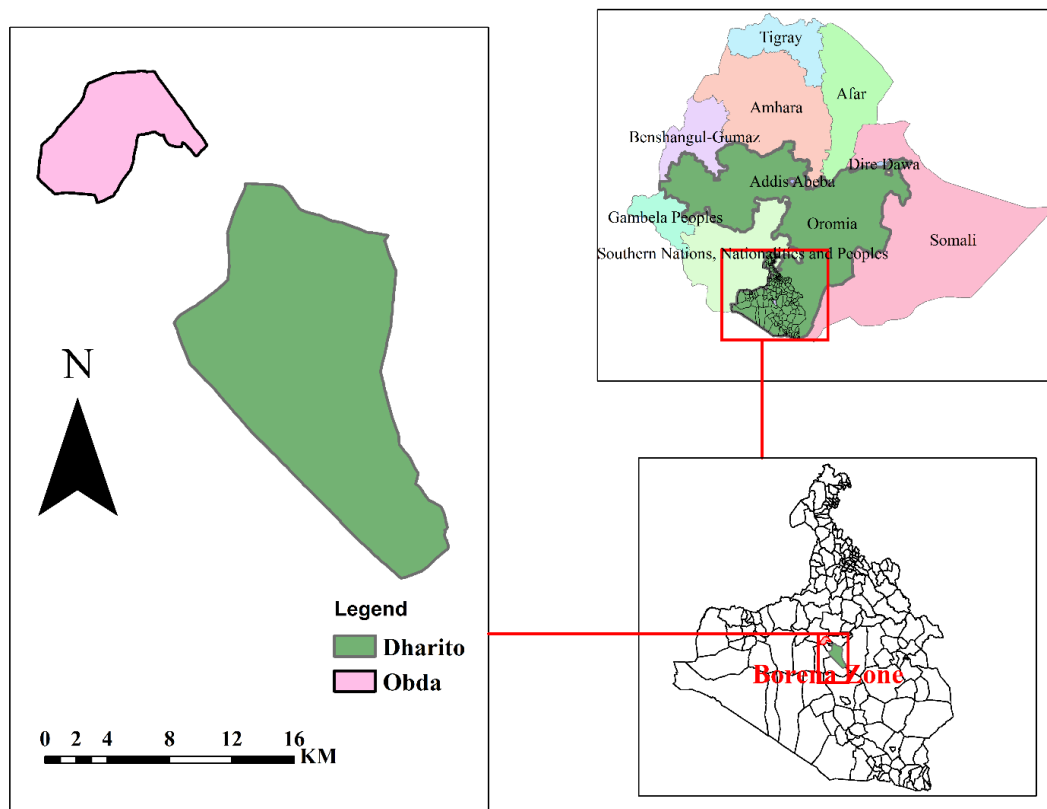 N
Legend
Dharito
Obda
0 2 4 8 12 16
KM
Tigray
Afar
Amhara
Benshangul-Gumaz
Dire Dawa
Addis Abeba
Gambela Peoples
Oromia
Somali
Southern Nations, Nationalities and Peoples
Borena Zone